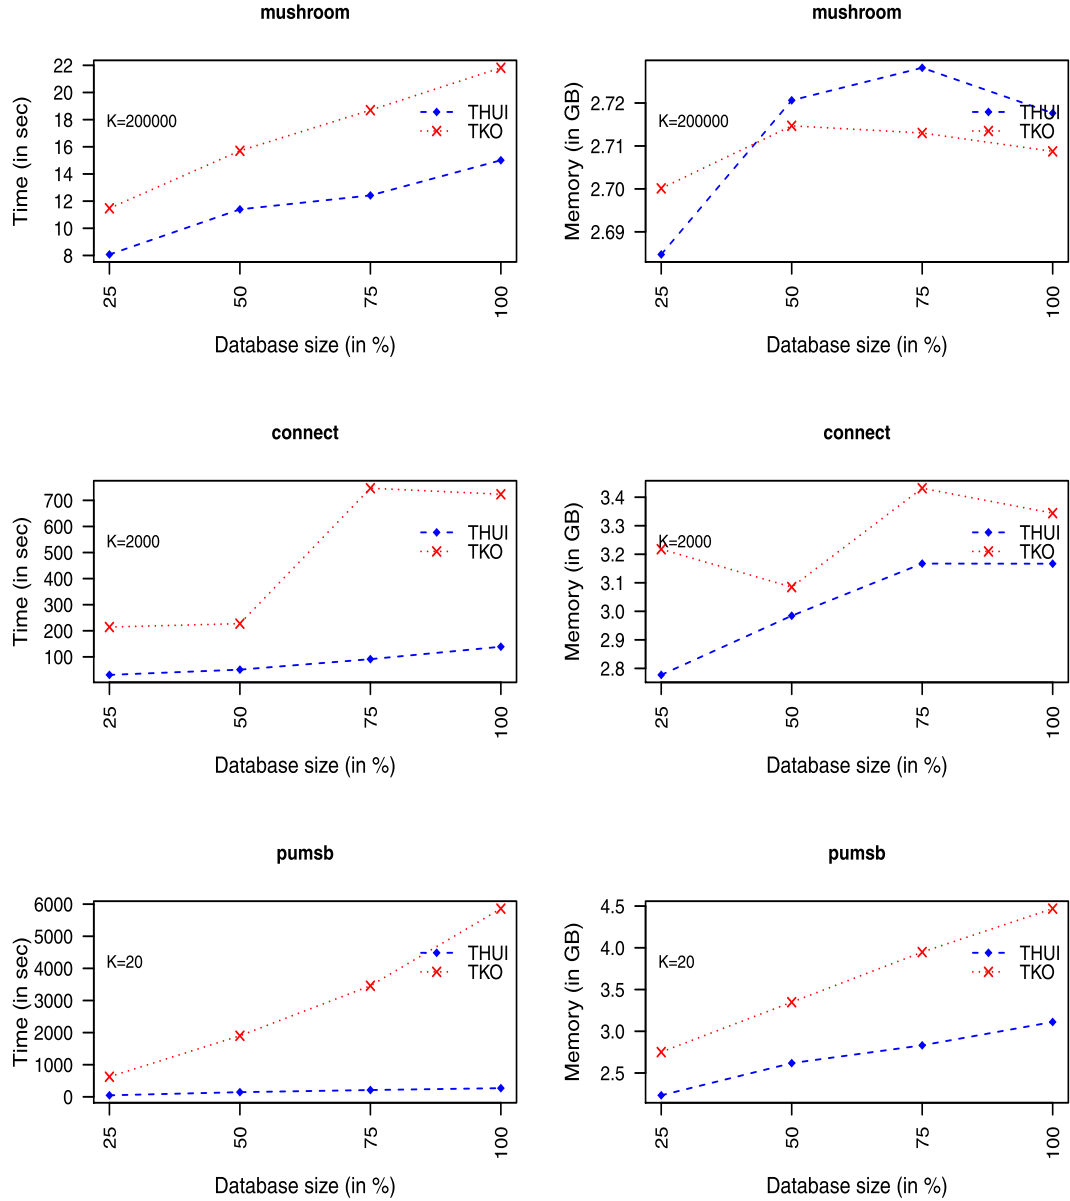 mushroom
Time (in sec)
22
20
18
16
14
12
10
8
K=200000
THUI
TKO
25
50
75
100
Database size (in %)
mushroom
Memory (in GB)
2.72
2.71
2.70
2.69
K=200000
THUI
TKO
25
50
75
100
Database size (in %)
connect
Time (in sec)
700
600
500
400
300
200
100
K=2000
THUI
TKO
25
50
75
100
Database size (in %)
connect
Memory (in GB)
3.4
3.3
3.2
3.1
3.0
2.9
2.8
K=2000
THUI
TKO
25
50
75
100
Database size (in %)
pumsb
Time (in sec)
6000
5000
4000
3000
2000
1000
0
K=20
THUI
TKO
25
50
75
100
Database size (in %)
pumsb
Memory (in GB)
4.5
4.0
3.5
3.0
2.5
K=20
THUI
TKO
25
50
75
100
Database size (in %)